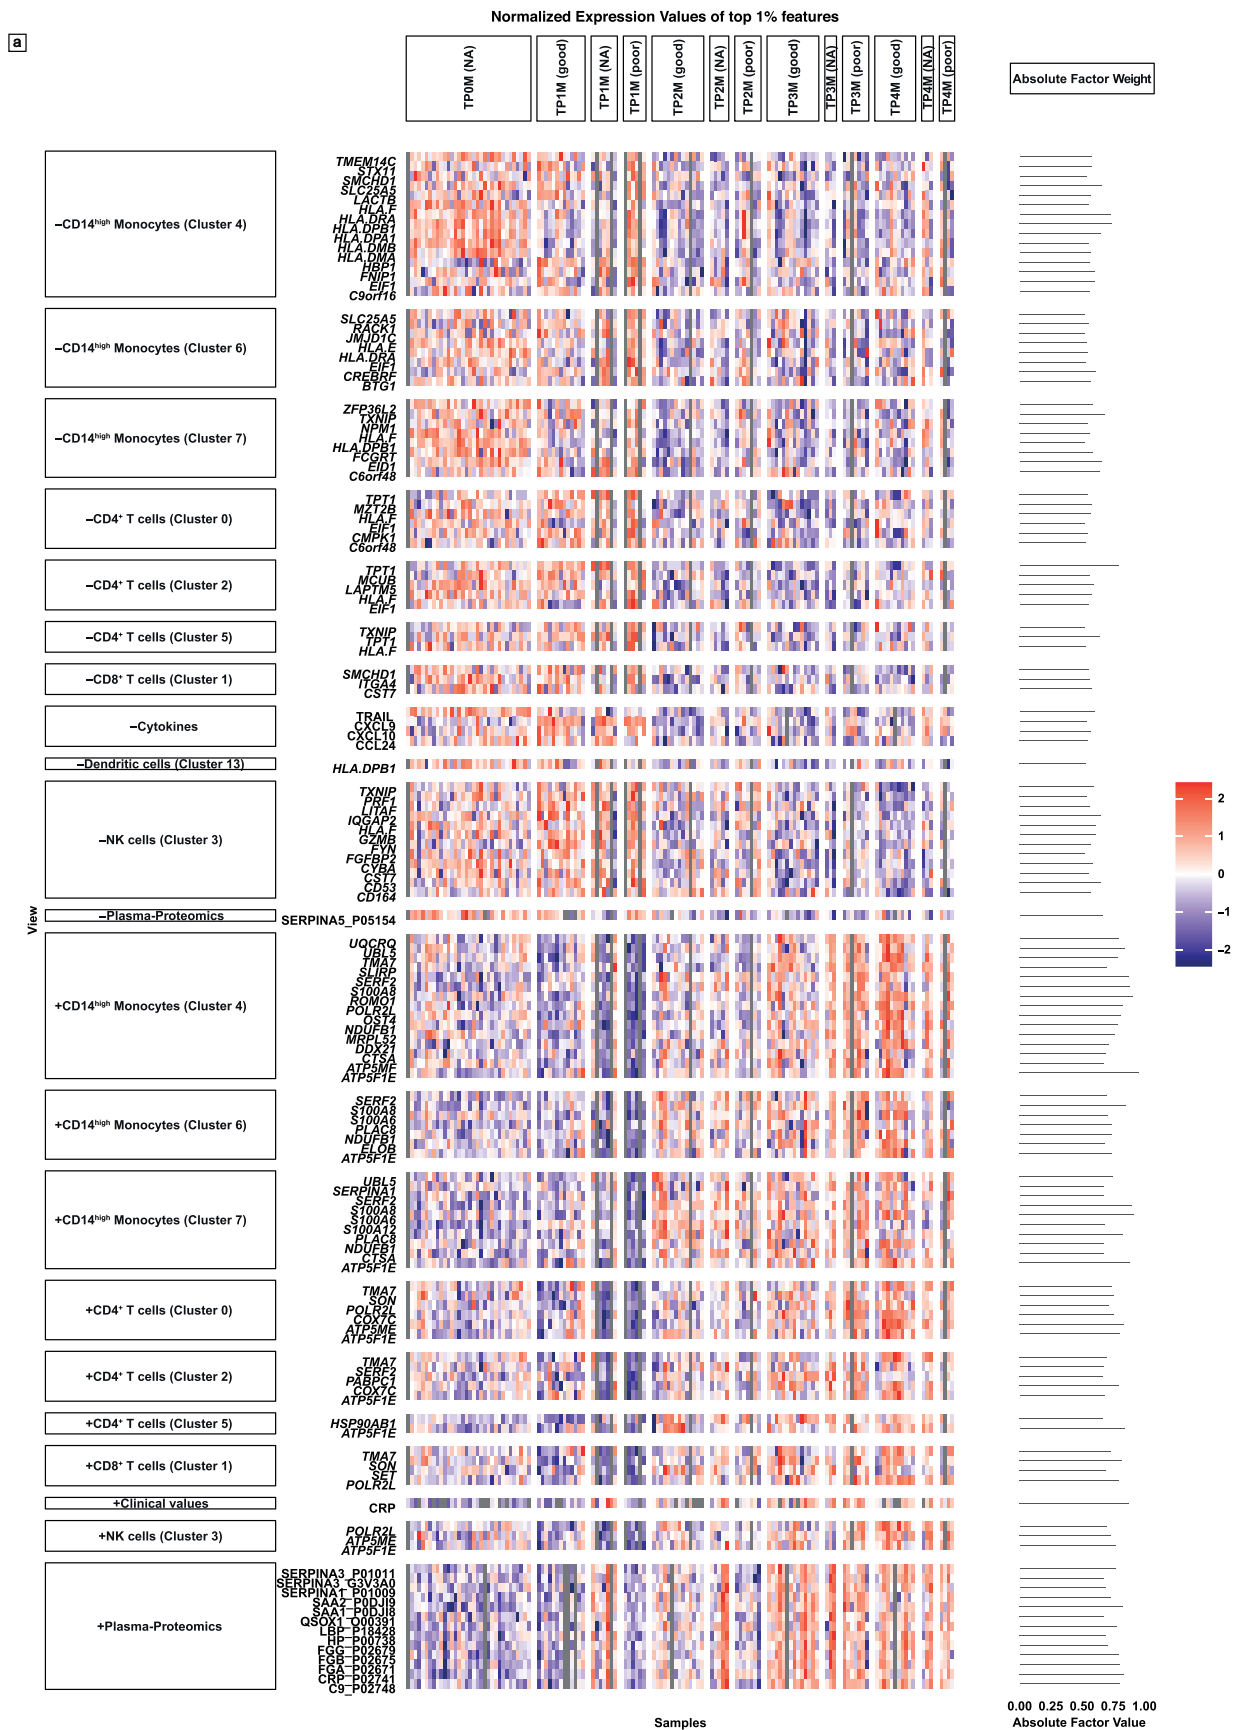 Normalized Expression Values of top 1% features
a
TP0M (NA)
TP1M (good)
TP1M (NA)
TP1M (poor)
TP2M (good)
TP2M (NA)
TP2M (poor)
TP3M (good)
TP3M (NA)
TP3M (poor)
TP4M (good)
TP4M (NA)
TP4M (poor)
Absolute Factor Weight
View
−CD14high Monocytes (Cluster 4)
TMEM14C
STX11
SMCHD1
SLC25A5
LACTB
HLA.F
HLA.DRA
HLA.DPB1
HLA.DPA1
HLA.DMB
HLA.DMA
HBP1
FNIP1
EIF1
C9orf16
−CD14high Monocytes (Cluster 6)
SLC25A5
RACK1
JMJD1C
HLA.E
HLA.DRA
EIF1
CREBRF
BTG1
−CD14high Monocytes (Cluster 7)
ZFP36L2
TXNIP
NPM1
HLA.F
HLA.DPB1
FCGRT
EID1
C6orf48
−CD4+ T cells (Cluster 0)
TPT1
MZT2B
HLA.F
EIF1
CMPK1
C6orf48
−CD4+ T cells (Cluster 2)
TPT1
MCUB
LAPTM5
HLA.F
EIF1
−CD4+ T cells (Cluster 5)
TXNIP
TPT1
HLA.F
−CD8+ T cells (Cluster 1)
SMCHD1
ITGA4
CST7
−Cytokines
TRAIL
CXCL9
CXCL10
CCL24
−Dendritic cells (Cluster 13)
HLA.DPB1
−NK cells (Cluster 3)
TXNIP
PRF1
LITAF
IQGAP2
HLA.F
GZMB
FYN
FGFBP2
CYBA
CST7
CD53
CD164
−Plasma-Proteomics
SERPINA5_P05154
+CD14high Monocytes (Cluster 4)
UQCRQ
UBL5
TMA7
SLIRP
SERF2
S100A8
ROMO1
POLR2L
OST4
NDUFB1
MRPL52
DDX21
CTSA
ATP5MF
ATP5F1E
+CD14high Monocytes (Cluster 6)
SERF2
S100A8
S100A6
PLAC8
NDUFB1
ELOB
ATP5F1E
+CD14high Monocytes (Cluster 7)
UBL5
SERPINA1
SERF2
S100A8
S100A6
S100A12
PLAC8
NDUFB1
CTSA
ATP5F1E
+CD4+ T cells (Cluster 0)
TMA7
SON
POLR2L
COX7C
ATP5ME
ATP5F1E
+CD4+ T cells (Cluster 2)
TMA7
SERF2
PABPC1
COX7C
ATP5F1E
+CD4+ T cells (Cluster 5)
HSP90AB1
ATP5F1E
+CD8+ T cells (Cluster 1)
TMA7
SON
SET
POLR2L
+Clinical values
CRP
+NK cells (Cluster 3)
POLR2L
ATP5ME
ATP5F1E
+Plasma-Proteomics
SERPINA3_P01011
SERPINA3_G3V3A0
SERPINA1_P01009
SAA2_P0DJI9
SAA1_P0DJI8
QSOX1_O00391
LBP_P18428
HP_P00738
FGG_P02679
FGB_P02675
FGA_P02671
CRP_P02741
C9_P02748
2
1
0
−1
−2
0.00 0.25 0.50 0.75 1.00
Samples
Absolute Factor Value